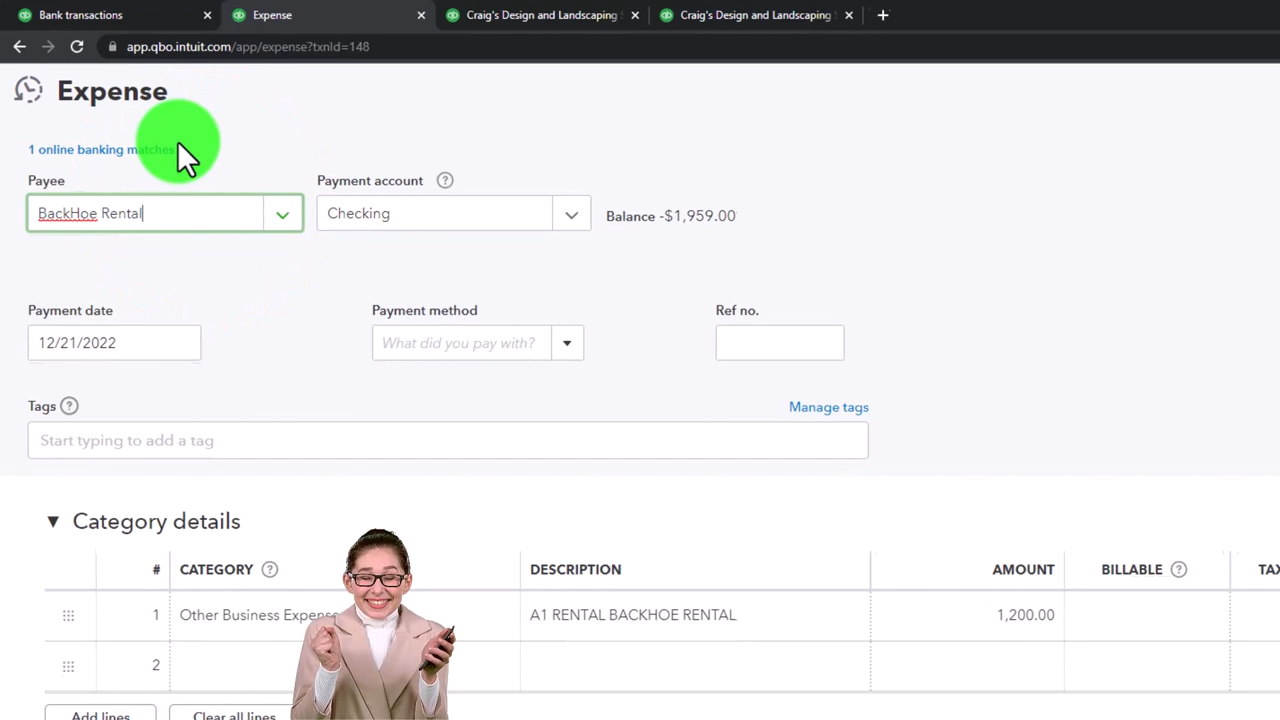 Bank transactions
Expense
Craig's Design and Landscaping
Craig's Design and Landscaping
app.qbo.intuit.com/app/expense?txnId=148
Expense
1 online banking matches
Payee
Payment account
BackHoe Rental
Checking
Balance -$1,959.00
Payment date
Payment method
Ref no.
12/21/2022
What did you pay with?
Tags
Manage tags
Start typing to add a tag
Category details
# CATEGORY DESCRIPTION AMOUNT BILLABLE TAX
1 Other Business Expense A1 RENTAL BACKHOE RENTAL 1,200.00
2
Add lines
Clear all lines